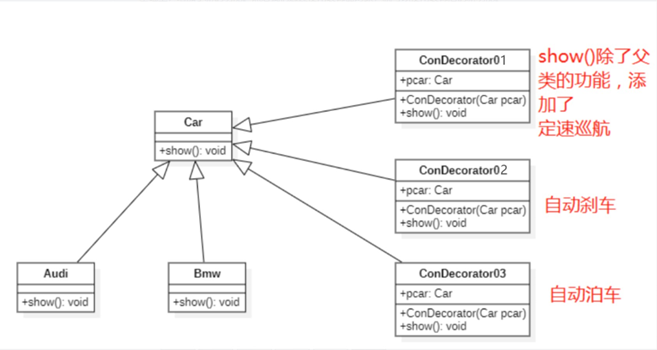 ConDecorator01
+pcar: Car
+ConDecorator(Car pcar)
+show(): void
show()除了父
类的功能，添
加了
定速巡航
Car
+show(): void
ConDecorator02
+pcar: Car
+ConDecorator(Car pcar)
+show(): void
自动刹车
Audi
+show(): void
Bmw
+show(): void
ConDecorator03
+pcar: Car
+ConDecorator(Car pcar)
+show(): void
自动泊车